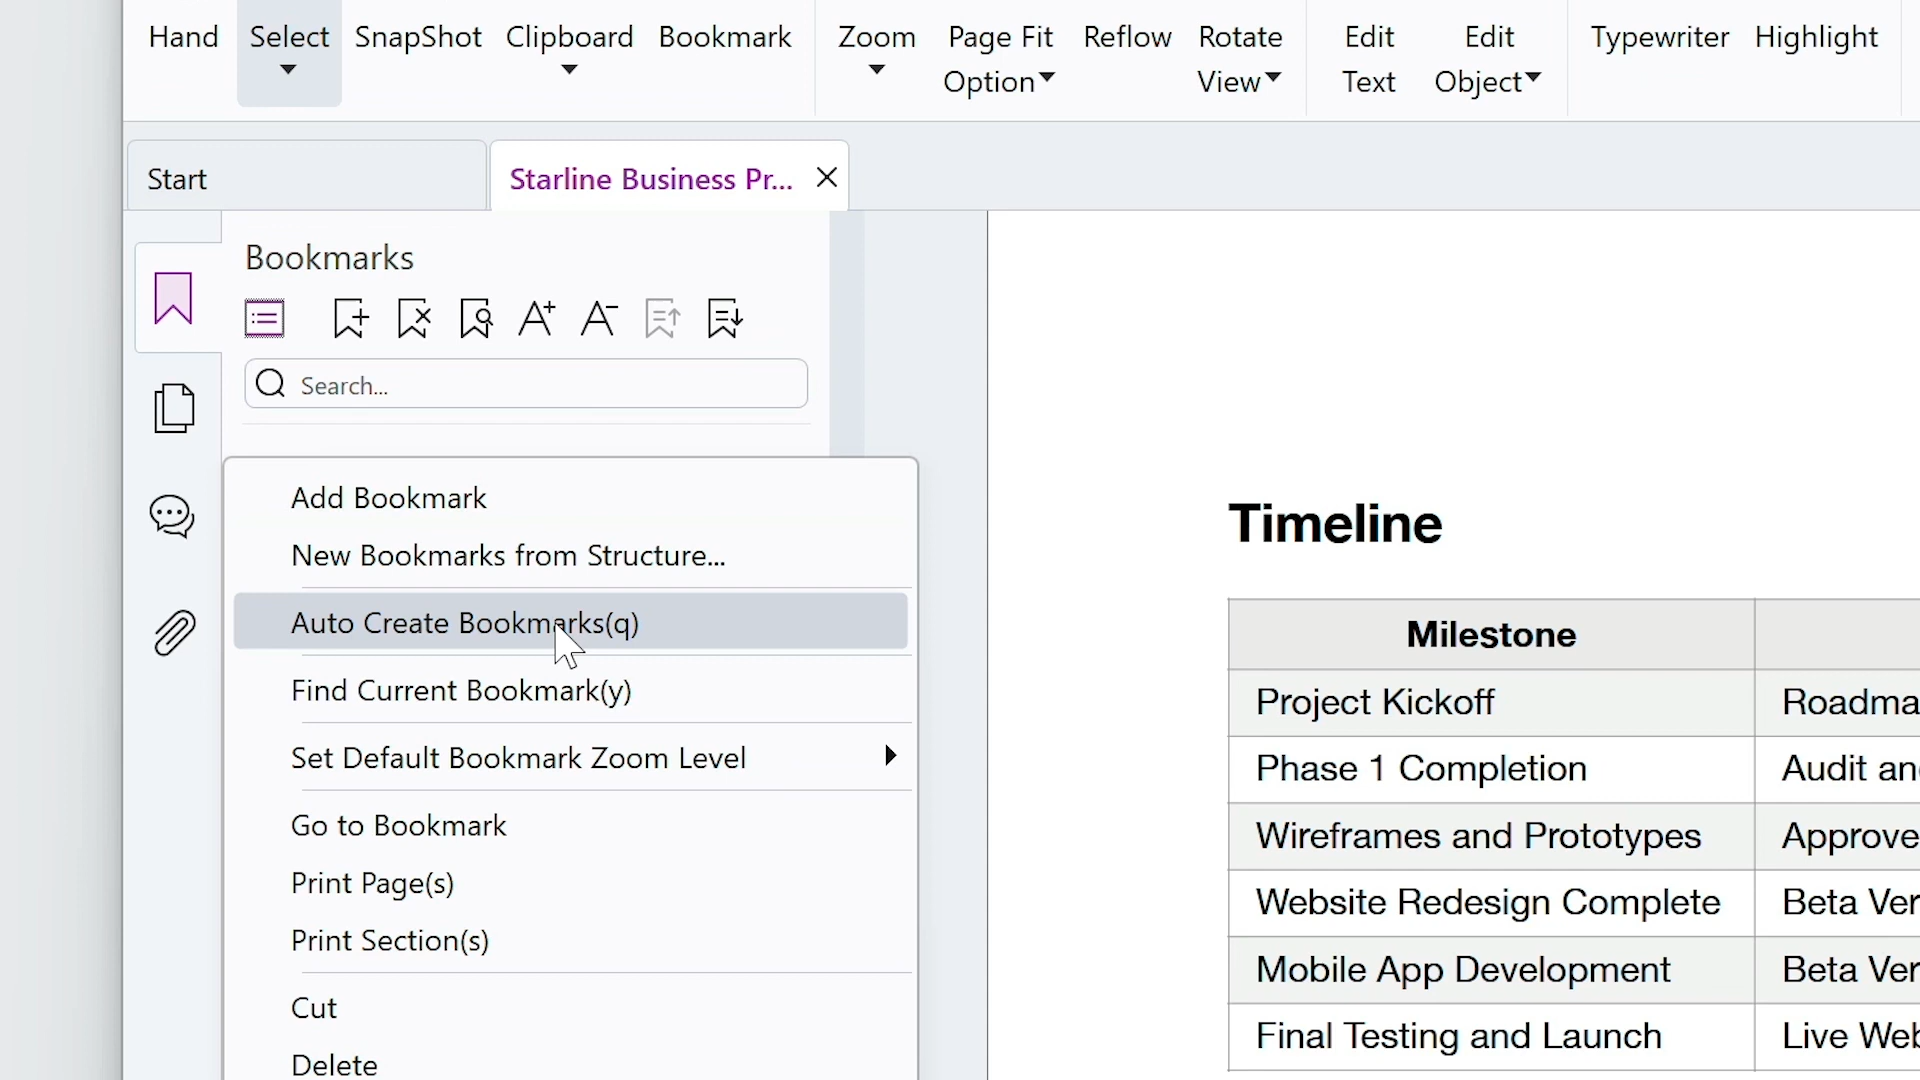 Hand Select SnapShot Clipboard Bookmark Zoom Page Fit Option Reflow Rotate View Edit Text Edit Object Typewriter Highlight
Start Starline Business Pr...
Bookmarks
Search...
Add Bookmark
New Bookmarks from Structure...
Auto Create Bookmarks(q)
Find Current Bookmark(y)
Set Default Bookmark Zoom Level
Go to Bookmark
Print Page(s)
Print Section(s)
Cut
Delete
Timeline
Milestone
Project Kickoff Roadma
Phase 1 Completion Audit an
Wireframes and Prototypes Approve
Website Redesign Complete Beta Ver
Mobile App Development Beta Ver
Final Testing and Launch Live Web